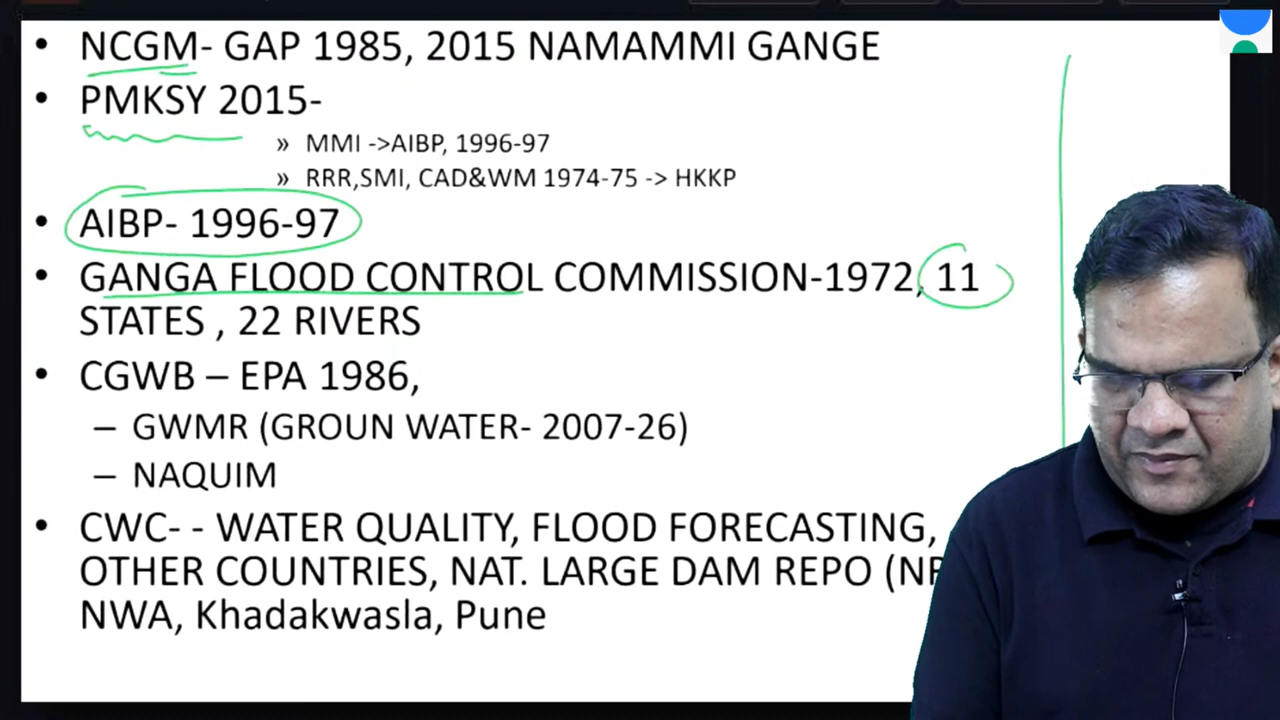 • NCGM- GAP 1985, 2015 NAMAMMI GANGE
• PMKSY 2015-
» MMI ->AIBP, 1996-97
» RRR,SMI, CAD&WM 1974-75 -> HKKP
• AIBP- 1996-97
• GANGA FLOOD CONTROL COMMISSION-1972, 11
STATES , 22 RIVERS
• CGWB – EPA 1986,
– GWMR (GROUN WATER- 2007-26)
– NAQUIM
• CWC- - WATER QUALITY, FLOOD FORECASTING,
OTHER COUNTRIES, NAT. LARGE DAM REPO
NWA, Khadakwasla, Pune